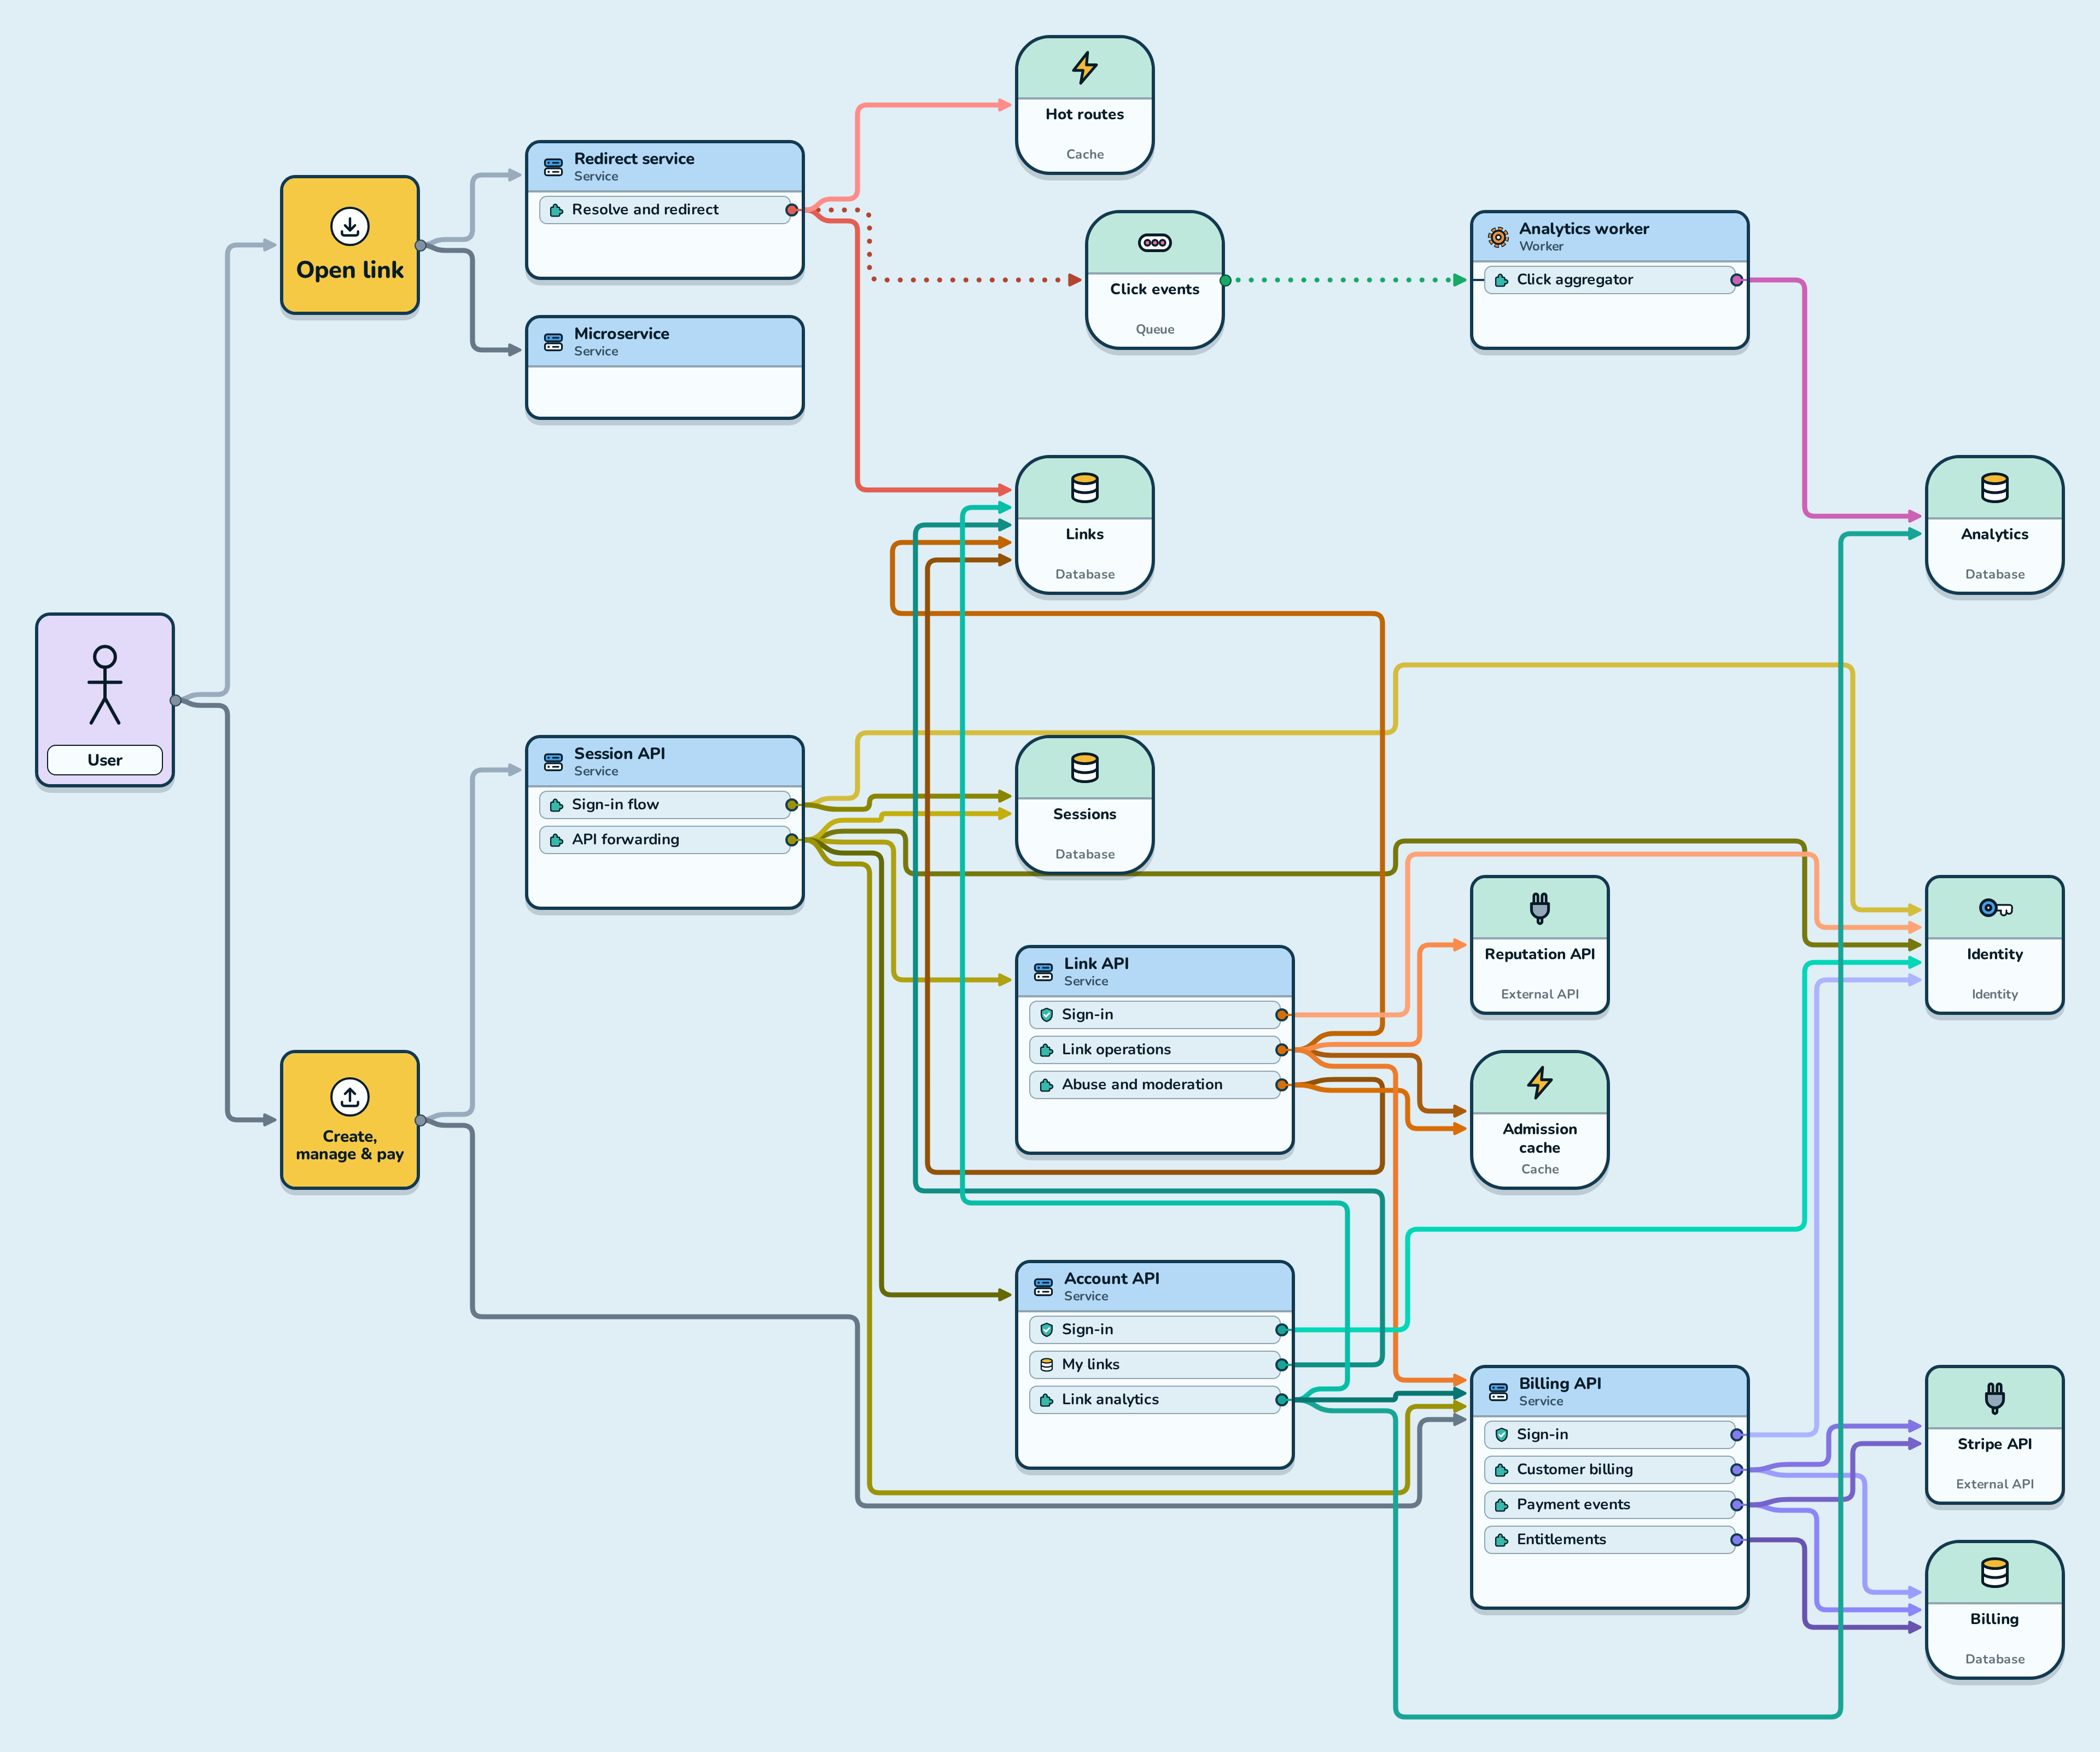 Hot routes
Cache
Redirect service
Service
Resolve and redirect
Open link
Click events
Queue
Analytics worker
Worker
Click aggregator
Microservice
Service
Links
Database
Analytics
Database
User
Session API
Service
Sign-in flow
API forwarding
Sessions
Database
Reputation API
External API
Identity
Identity
Link API
Service
Sign-in
Link operations
Abuse and moderation
Create,
manage & pay
Admission
cache
Cache
Account API
Service
Sign-in
My links
Link analytics
Billing API
Service
Sign-in
Customer billing
Payment events
Entitlements
Stripe API
External API
Billing
Database